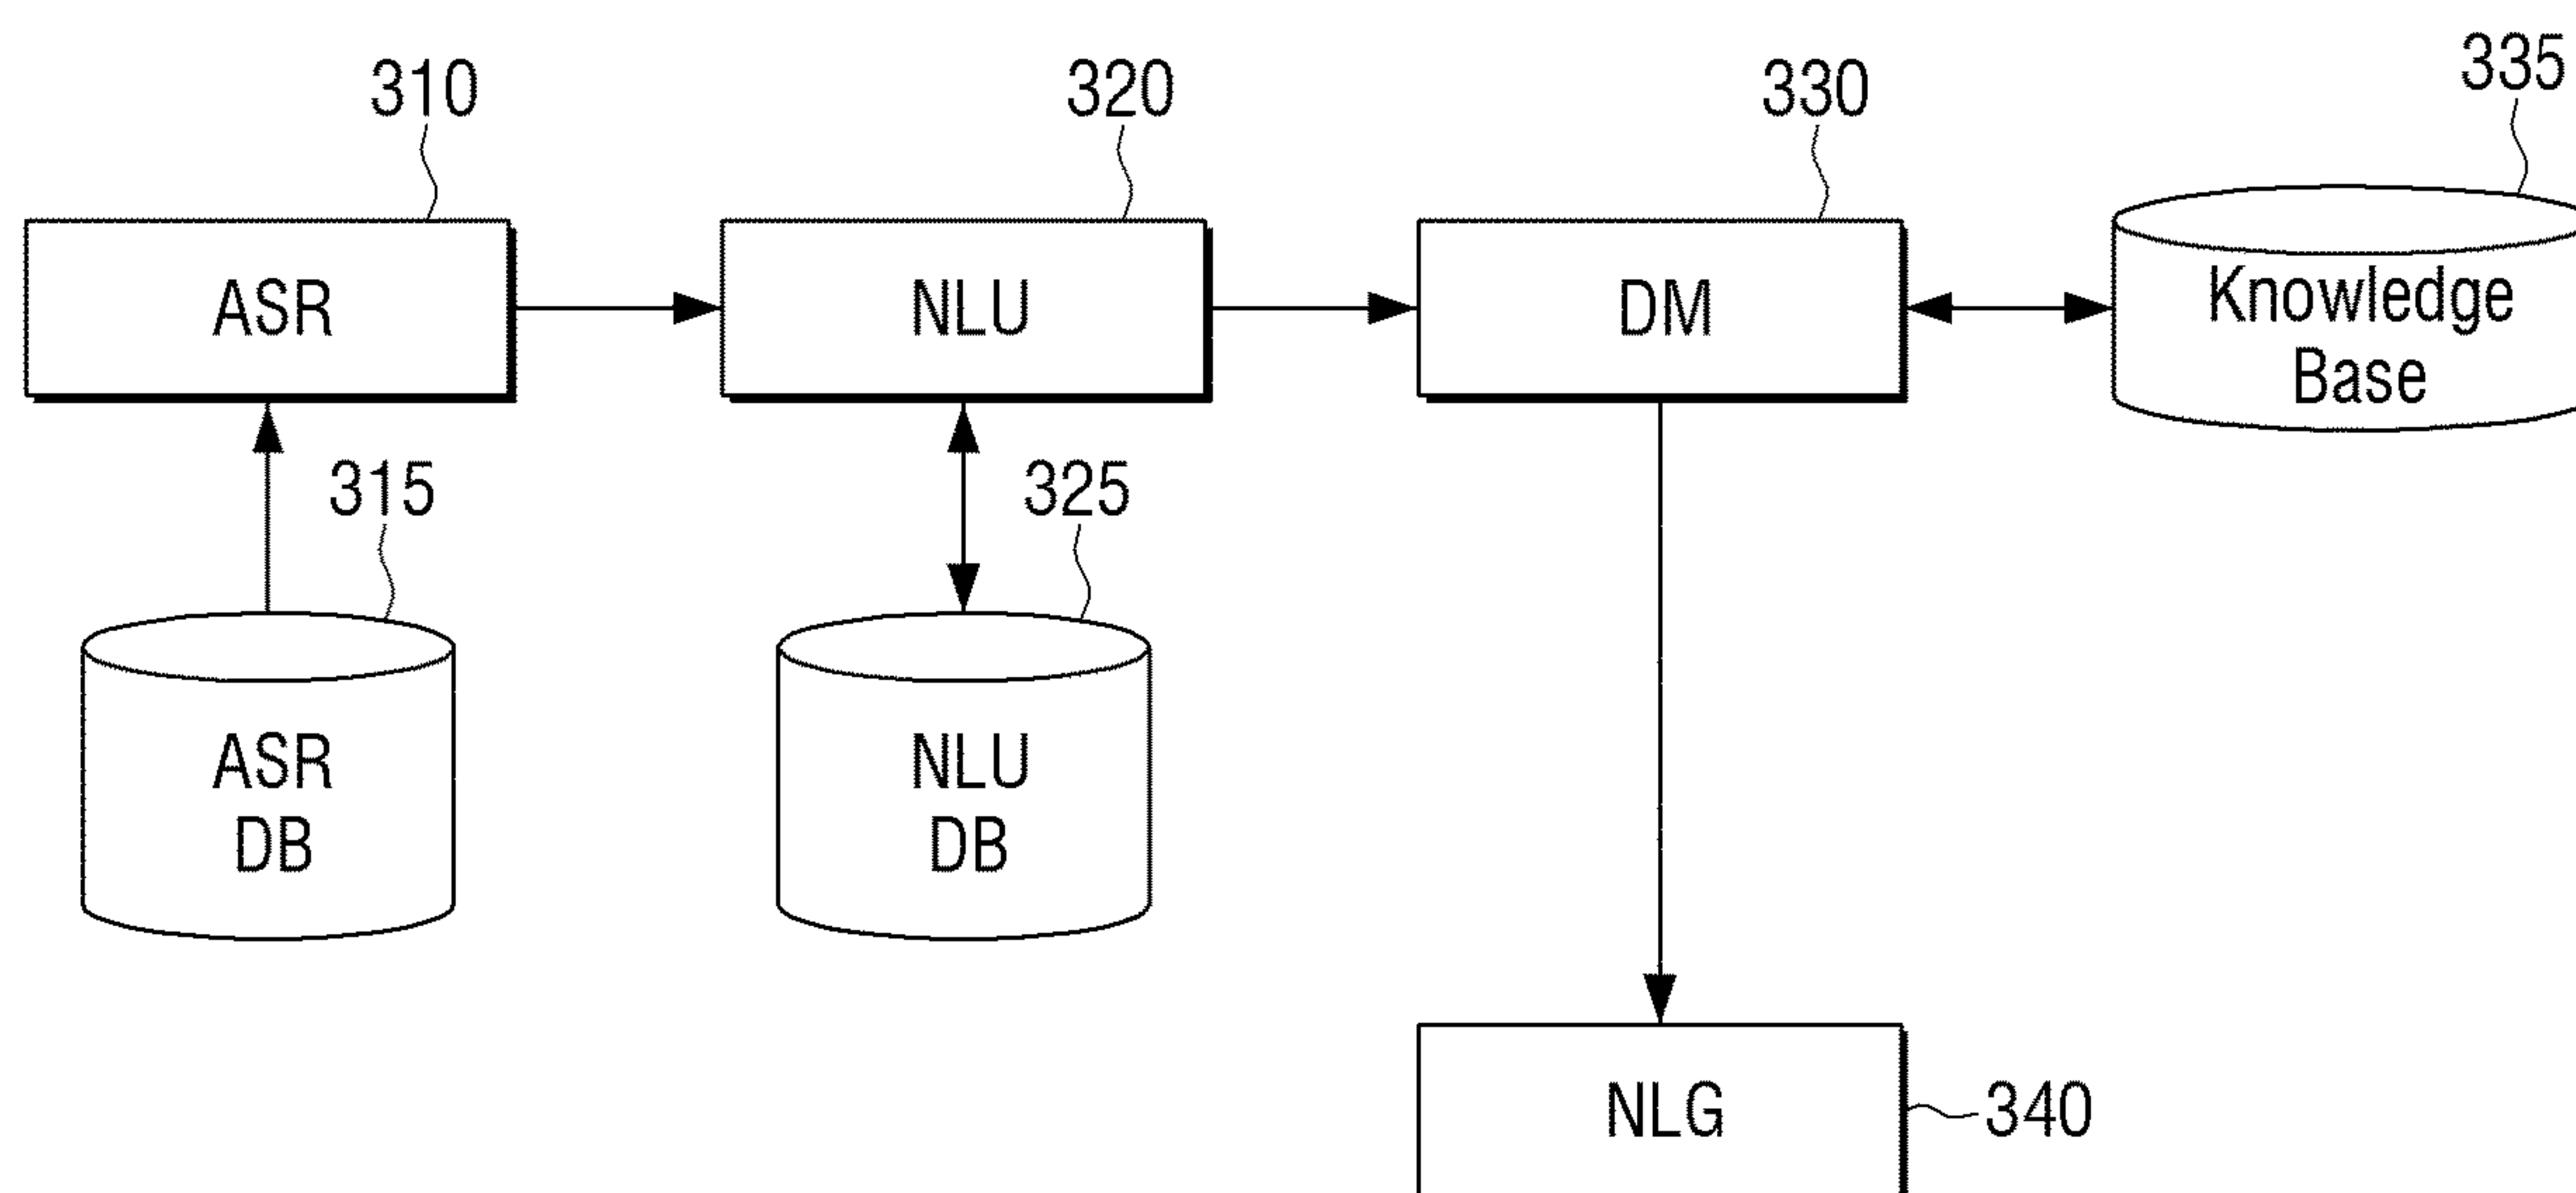 310
320
330
335
ASR
NLU
DM
Knowledge
Base
315
325
ASR
DB
NLU
DB
NLG
340